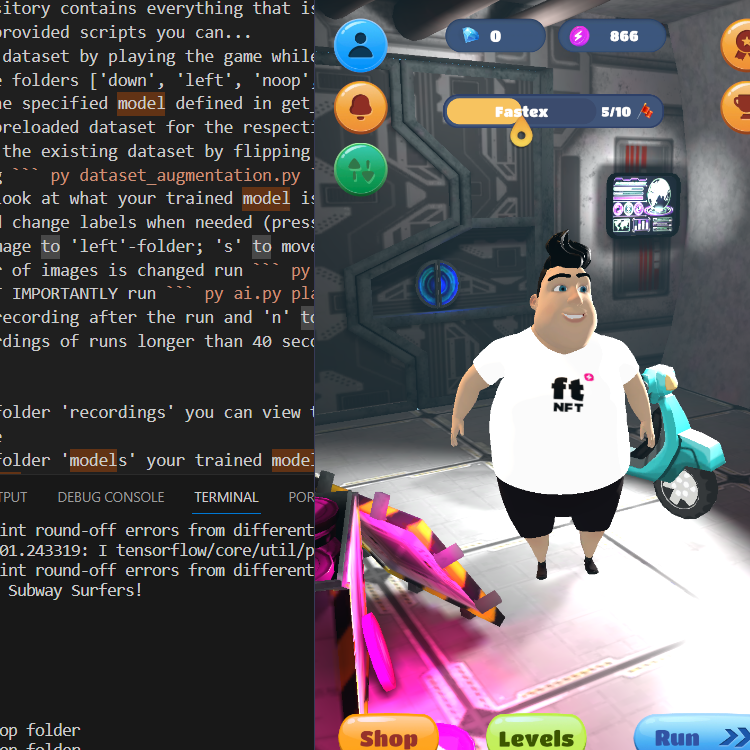 sitory contains everything that is
provided scripts you can...
dataset by playing the game while
e folders ['down', 'left', 'noop',
he specified model defined in get_
preloaded dataset for the respecti
the existing dataset by flipping
g ``` py dataset_augmentation.py
look at what your trained model is
d change labels when needed (press
mage to 'left'-folder; 's' to move
r of images is changed run ``` py
T IMPORTANTLY run ``` py ai.py pla
recording after the run and 'n' to
rdings of runs longer than 40 seco
folder 'recordings' you can view t
e
folder 'models' your trained model
TPUT DEBUG CONSOLE TERMINAL POR
int round-off errors from different
01.243319: I tensorflow/core/util/p
int round-off errors from different
Subway Surfers!
op folder
op folder
0
866
Fastex 5/10
ft
NFT
Shop
Levels
Run